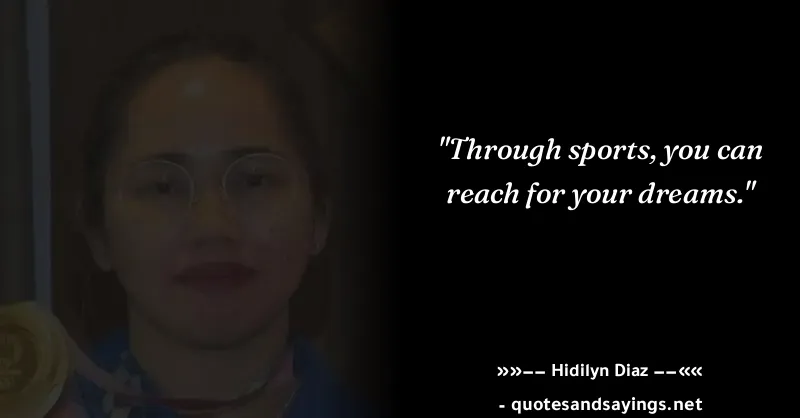 "Through sports, you can
reach for your dreams."
»»−− Hidilyn Diaz −−««
- quotesandsayings.net